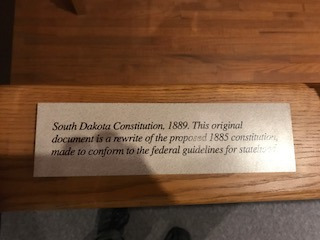 South Dakota Constitution, 1889. This original
document is a rewrite of the proposed 1885 constitution,
made to conform to the federal guidelines for statehood.